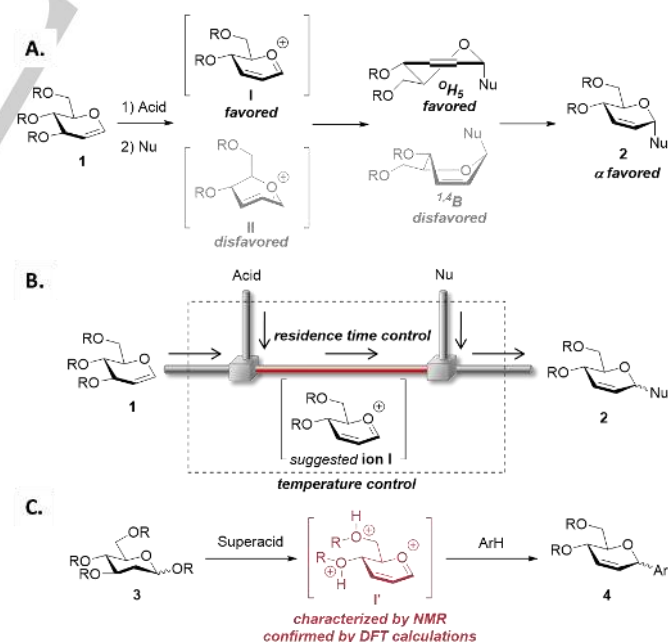 A.
RO
RO
RO
O
1
1) Acid
2) Nu
RO
RO
O
⊕
I
favored
RO
RO
O
⊕
II
disfavored
RO
RO
O
Nu
⁰H₅
favored
Nu
RO
RO
O
¹,⁴B
disfavored
RO
RO
O
Nu
2
α favored
B.
Acid
Nu
residence time control
RO
RO
RO
O
1
RO
RO
O
⊕
suggested ion I
temperature control
RO
RO
O
Nu
2
C.
RO
RO
RO
OR
O
3
Superacid
H
R-O
⊕
R-O
⊕
H
O
⊕
I'
characterized by NMR
confirmed by DFT calculations
ArH
RO
RO
O
Ar
4